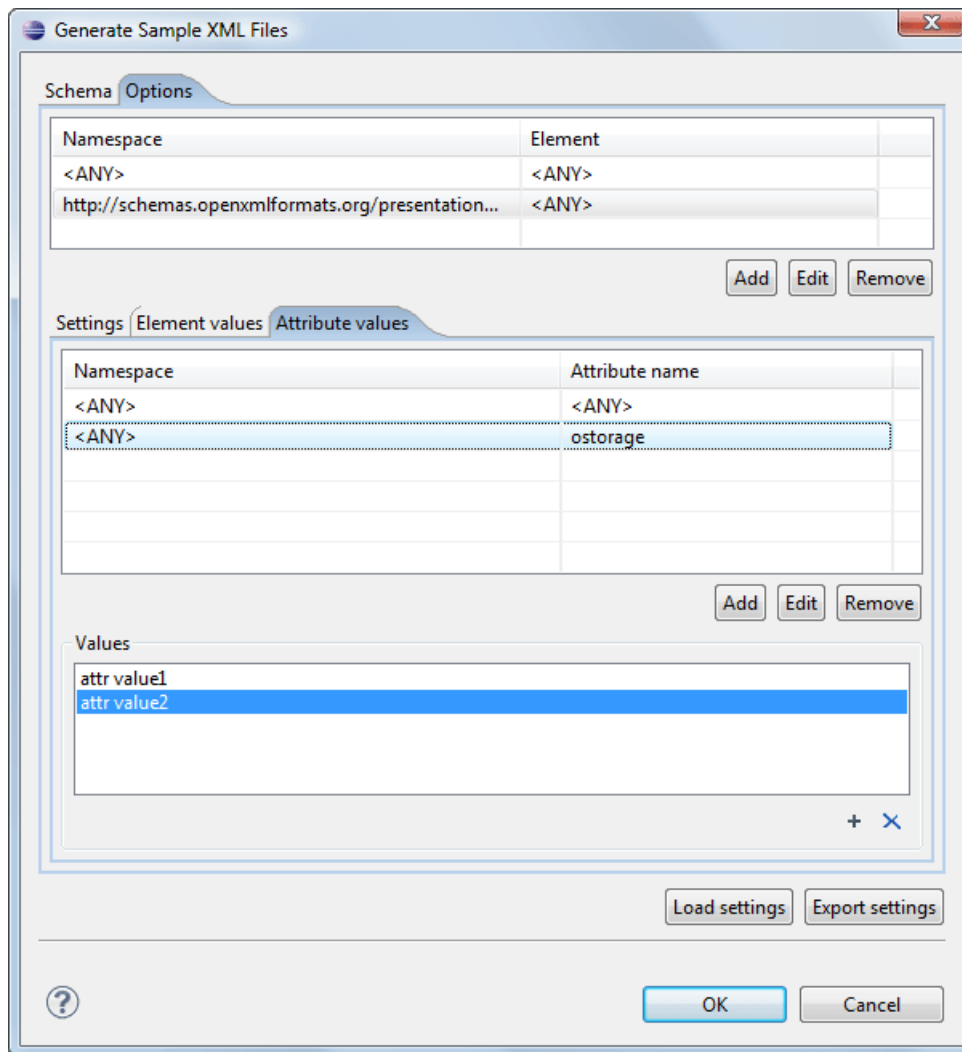 Generate Sample XML Files
Schema Options
Namespace Element
<ANY> <ANY>
http://schemas.openxmlformats.org/presentation... <ANY>
Add Edit Remove
Settings Element values Attribute values
Namespace Attribute name
<ANY> <ANY>
<ANY> ostorage
Add Edit Remove
Values
attr value1
attr value2
Load settings Export settings
OK Cancel